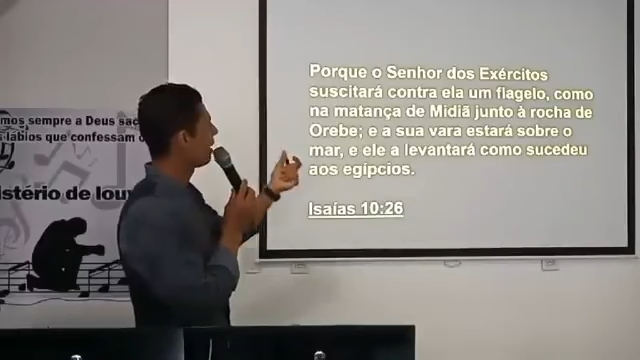 mos sempre a Deus sac
lábios que confessam
istério de lou
Porque o Senhor dos Exércitos
suscitará contra ela um flagelo, como
na matança de Midiã junto à rocha de
Orebe; e a sua vara estará sobre o
mar, e ele a levantará como sucedeu
aos egípcios.
Isaías 10:26